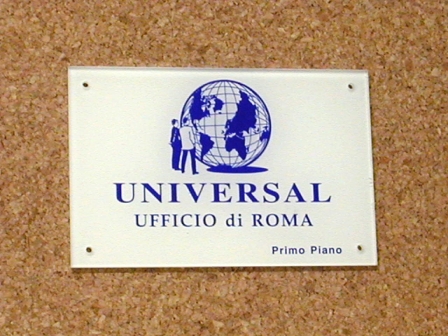 UNIVERSAL
UFFICIO di ROMA
Primo Piano